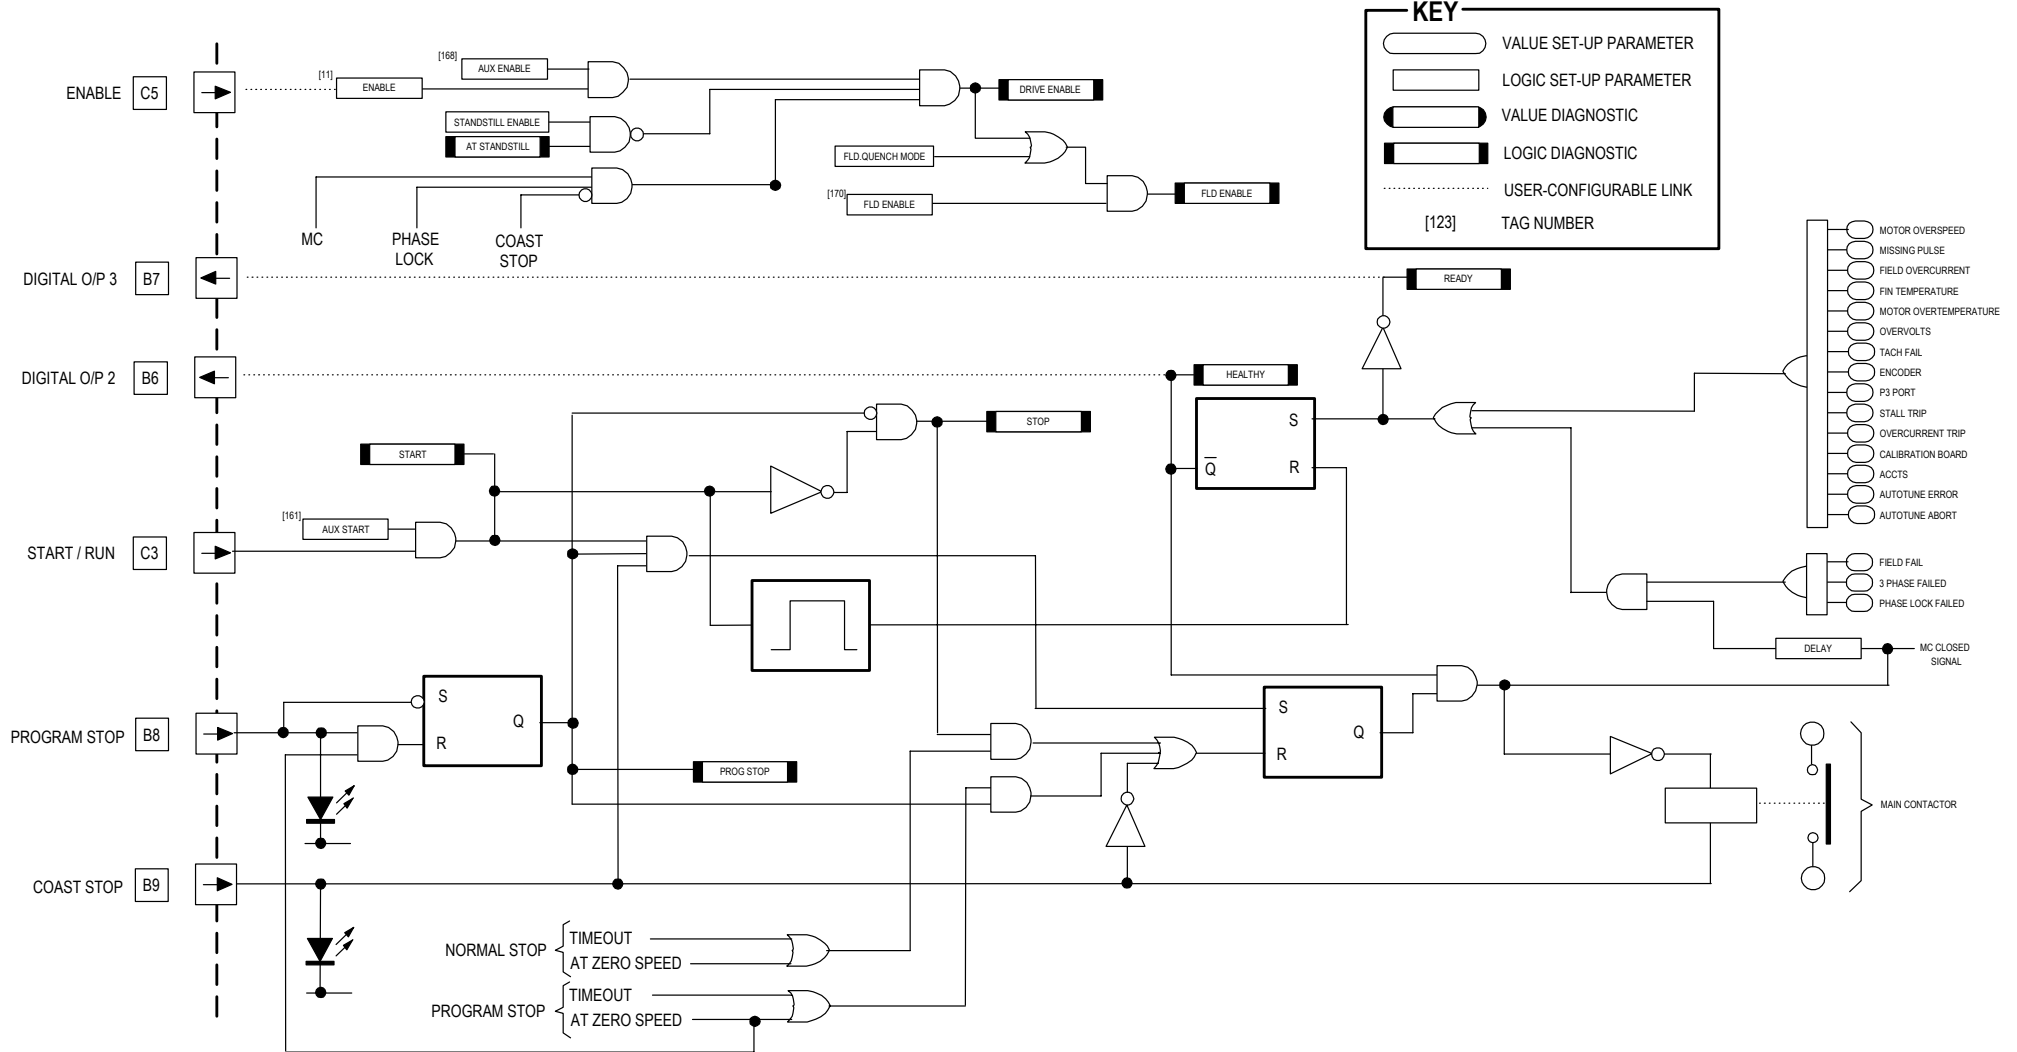 KEY
VALUE SET-UP PARAMETER
LOGIC SET-UP PARAMETER
VALUE DIAGNOSTIC
LOGIC DIAGNOSTIC
USER-CONFIGURABLE LINK
[123] TAG NUMBER
ENABLE C5
[11]
ENABLE
[168]
AUX ENABLE
STANDSTILL ENABLE
AT STANDSTILL
MC
PHASE
LOCK
COAST
STOP
DRIVE ENABLE
FLD.QUENCH MODE
[170]
FLD ENABLE
FLD ENABLE
DIGITAL O/P 3 B7
READY
DIGITAL O/P 2 B6
HEALTHY
S
R
Q
STOP
START
[161]
AUX START
START / RUN C3
MOTOR OVERSPEED
MISSING PULSE
FIELD OVERCURRENT
FIN TEMPERATURE
MOTOR OVERTEMPERATURE
OVERVOLTS
TACH FAIL
ENCODER
P3 PORT
STALL TRIP
OVERCURRENT TRIP
CALIBRATION BOARD
ACCTS
AUTOTUNE ERROR
AUTOTUNE ABORT
FIELD FAIL
3 PHASE FAILED
PHASE LOCK FAILED
DELAY
MC CLOSED
SIGNAL
PROGRAM STOP B8
S
R
Q
PROG STOP
S
R
Q
MAIN CONTACTOR
COAST STOP B9
NORMAL STOP
TIMEOUT
AT ZERO SPEED
PROGRAM STOP
TIMEOUT
AT ZERO SPEED